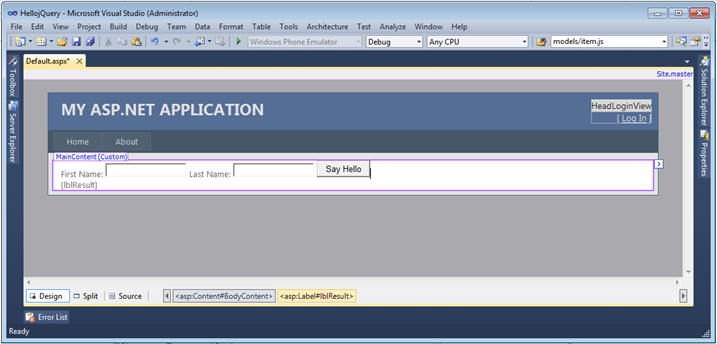 HellojQuery - Microsoft Visual Studio (Administrator)
File Edit View Project Build Debug Team Data Format Table Tools Architecture Test Analyze Window Help
Windows Phone Emulator Debug Any CPU models/item.js
Default.aspx*
Site.master
Toolbox
Server Explorer
Solution Explorer
Properties
MY ASP.NET APPLICATION
HeadLoginView
[ Log In ]
Home About
MainContent (Custom)
First Name: Last Name: Say Hello
[lblResult]
Design Split Source <asp:Content#BodyContent> <asp:Label#lblResult>
Error List
Ready